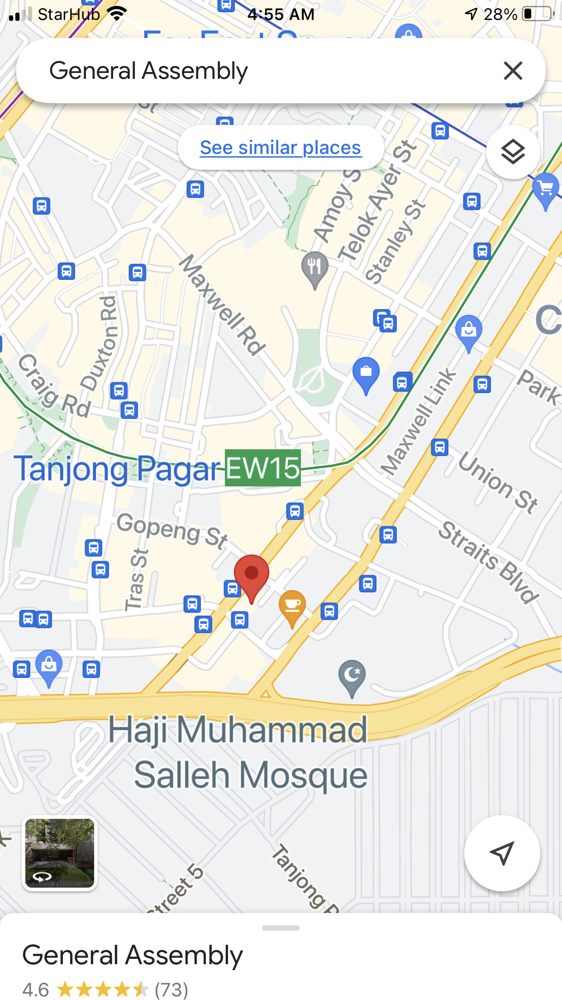 StarHub
4:55 AM
28%
General Assembly
See similar places
St
Amoy S
Telok Ayer St
Stanley St
Maxwell Rd
Duxton Rd
Craig Rd
C
Park
Maxwell Link
Union St
Tanjong Pagar EW15
Gopeng St
Tras St
Straits Blvd
Haji Muhammad
Salleh Mosque
Street 5
Tanjong P
General Assembly
4.6 (73)